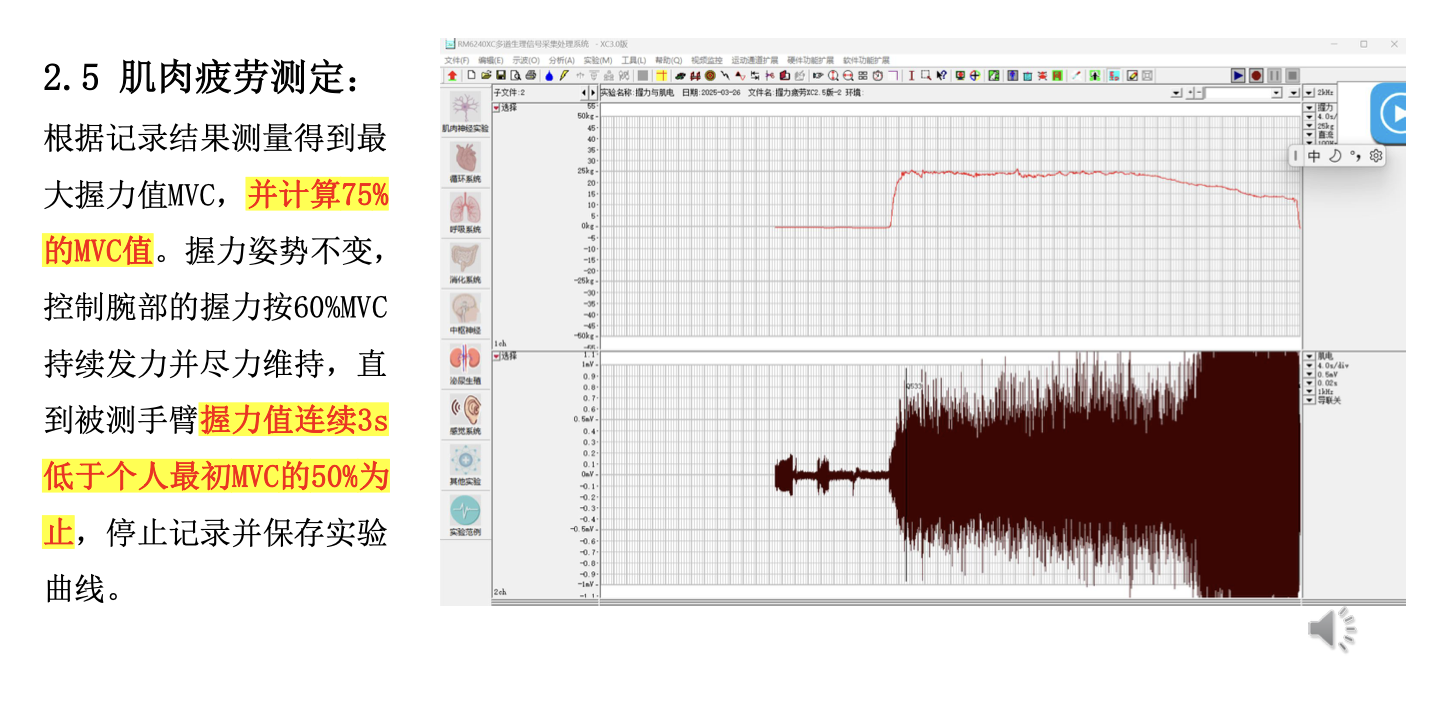 2.5 肌肉疲劳测定：
根据记录结果测量得到最
大握力值MVC，并计算75%
的MVC值。握力姿势不变，
控制腕部的握力按60%MVC
持续发力并尽力维持，直
到被测手臂握力值连续3s
低于个人最初MVC的50%为
止，停止记录并保存实验
曲线。
RM6240XC多道生理信号采集处理系统 - XC3.0版
文件(F) 编辑(E) 示波(O) 分析(A) 实验(M) 工具(L) 帮助(Q) 视频监控 运动通道扩展 硬件功能扩展 软件功能扩展
子文件:2
实验名称:握力与肌电 日期:2025-03-26 文件名:握力疲劳XC2.5版-2 环境:
2kHz
肌肉神经实验
循环系统
呼吸系统
消化系统
中枢神经
泌尿生殖
感觉系统
其他实验
实验范例
选择
55
50kg
45
40
35
30
25kg
20
15
10
5
0kg
-5
-10
-15
-20
-25kg
-30
-35
-40
-45
-50kg
-55
1ch
握力
4.0s/
25kg
直流
100Hz
中
选择
1.1
1mV
0.9
0.8
0.7
0.6
0.5mV
0.4
0.3
0.2
0.1
0mV
-0.1
-0.2
-0.3
-0.4
-0.5mV
-0.6
-0.7
-0.8
-0.9
-1mV
-1.1
2ch
肌电
4.0s/div
0.5mV
0.02s
1kHz
导联关